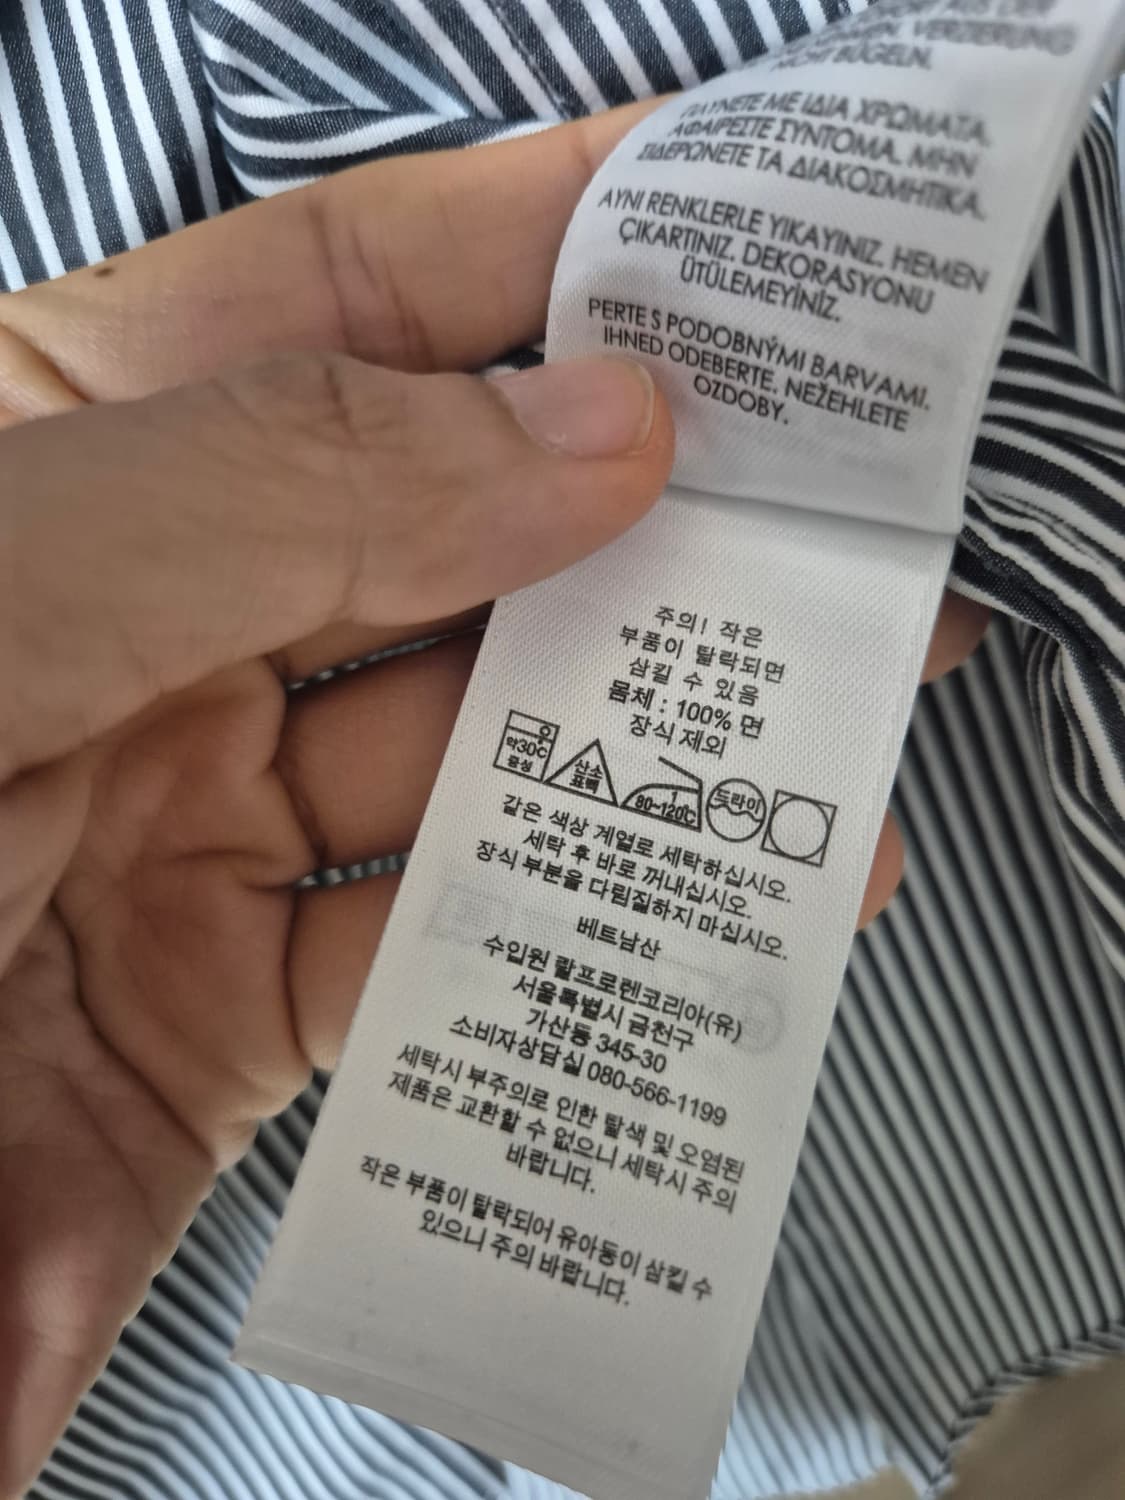 AUS DER
VERZIERUNG
NICHT BÜGELN.
ΠΛΥΝΕΤΕ ΜΕ ΙΔΙΑ ΧΡΩΜΑΤΑ.
ΑΦΑΙΡΕΣΤΕ ΣΥΝΤΟΜΑ. ΜΗΝ
ΣΙΔΕΡΩΝΕΤΕ ΤΑ ΔΙΑΚΟΣΜΗΤΙΚΑ.
AYNI RENKLERLE YIKAYINIZ. HEMEN
ÇIKARTINIZ. DEKORASYONU
ÜTÜLEMEYİNİZ.
PERTE S PODOBNÝMI BARVAMI.
IHNED ODEBERTE. NEŽEHLETE
OZDOBY.
주의! 작은
부품이 탈락되면
삼킬 수 있음
몸체 : 100% 면
장식 제외
약30℃
중성
산소
표백
1
80~120℃
드라이
같은 색상 계열로 세탁하십시오.
세탁 후 바로 꺼내십시오.
장식 부분을 다림질하지 마십시오.
베트남산
수입원 랄프로렌코리아(유)
서울특별시 금천구
가산동 345-30
소비자상담실 080-566-1199
세탁시 부주의로 인한 탈색 및 오염된
제품은 교환할 수 없으니 세탁시 주의
바랍니다.
작은 부품이 탈락되어 유아동이 삼킬 수
있으니 주의 바랍니다.